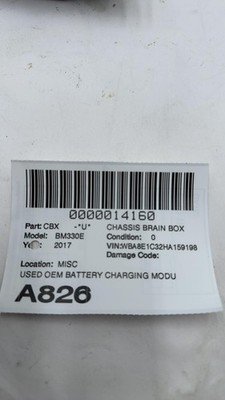 0000014160
Part: CBX -*U* CHASSIS BRAIN BOX
Model: BM330E Condition: 0
2017 VIN:WBA8E1C32HA159198
Damage Code:
Location: MISC
USED OEM BATTERY CHARGING MODU
A826